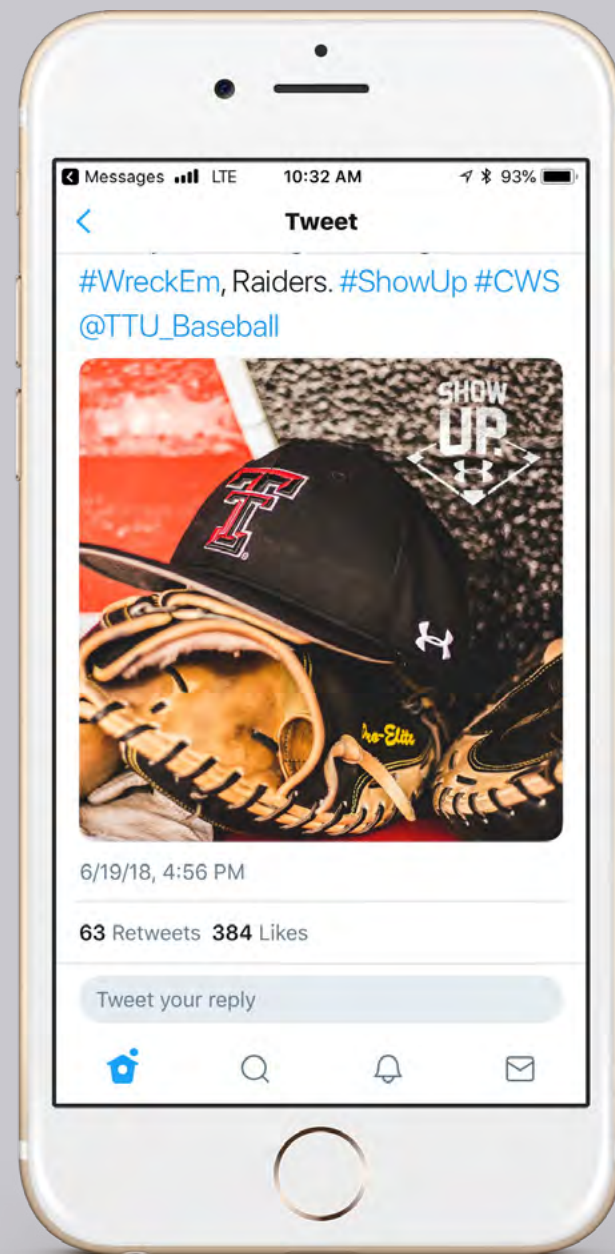 Messages LTE 10:32 AM 93%
Tweet
#WreckEm, Raiders. #ShowUp #CWS
@TTU_Baseball
SHOW
UP.
T
Pro-Elite
6/19/18, 4:56 PM
63 Retweets 384 Likes
Tweet your reply